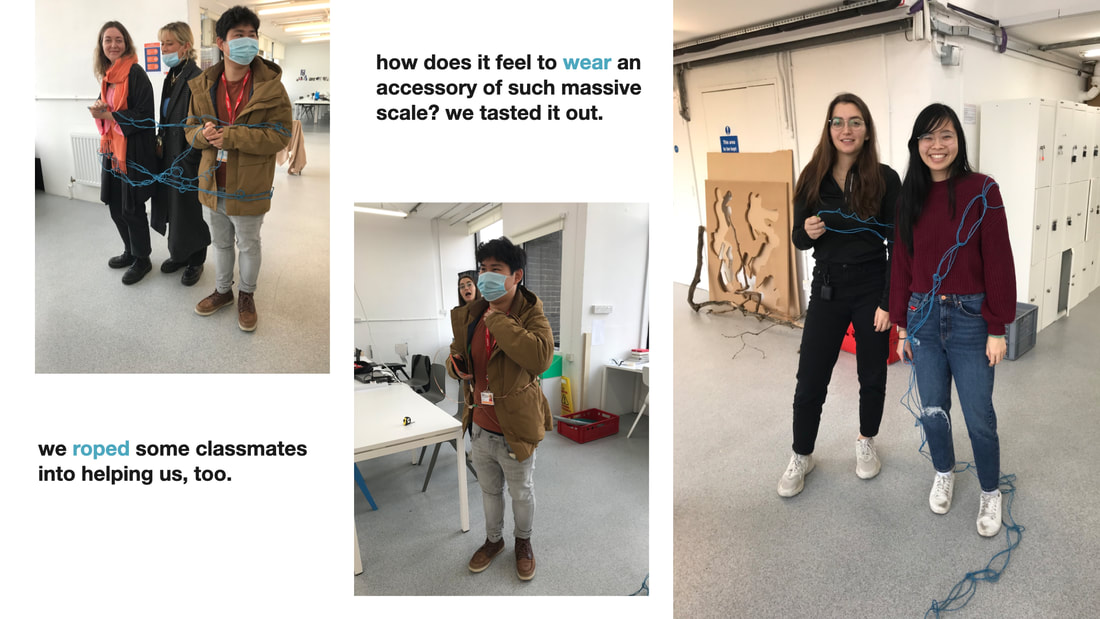 how does it feel to wear an
accessory of such massive
scale? we tasted it out.
we roped some classmates
into helping us, too.